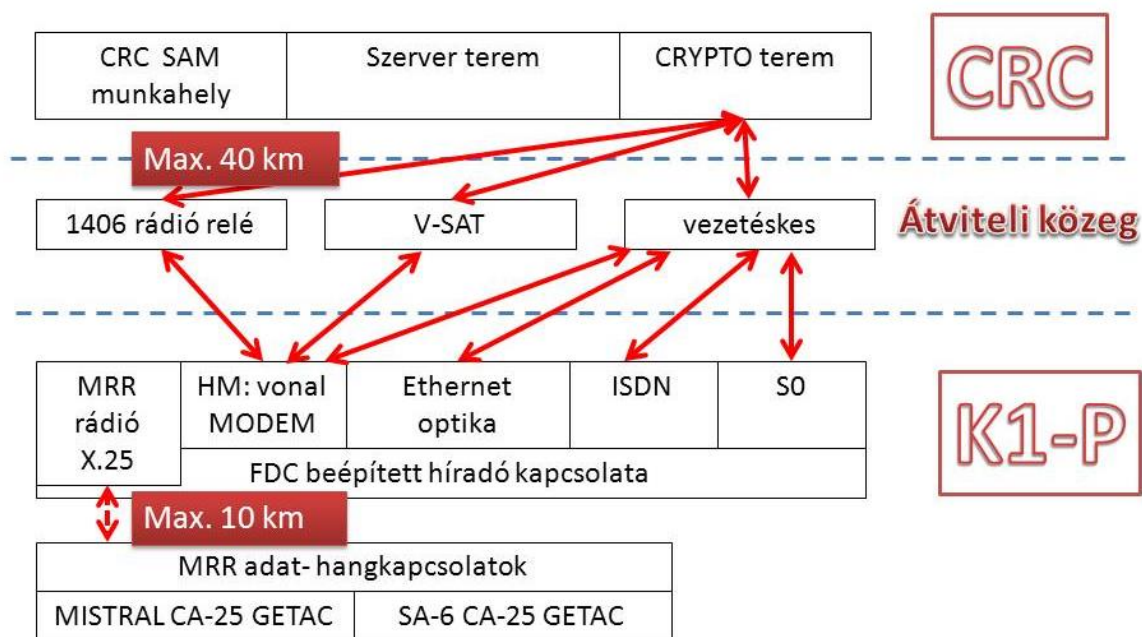 CRC SAM
munkahely
Szerver terem
CRYPTO terem
CRC
Max. 40 km
1406 rádió relé
V-SAT
vezetéskes
Átviteli közeg
MRR
rádió
X.25
HM: vonal
MODEM
Ethernet
optika
ISDN
S0
K1-P
FDC beépített híradó kapcsolata
Max. 10 km
MRR adat- hangkapcsolatok
MISTRAL CA-25 GETAC
SA-6 CA-25 GETAC